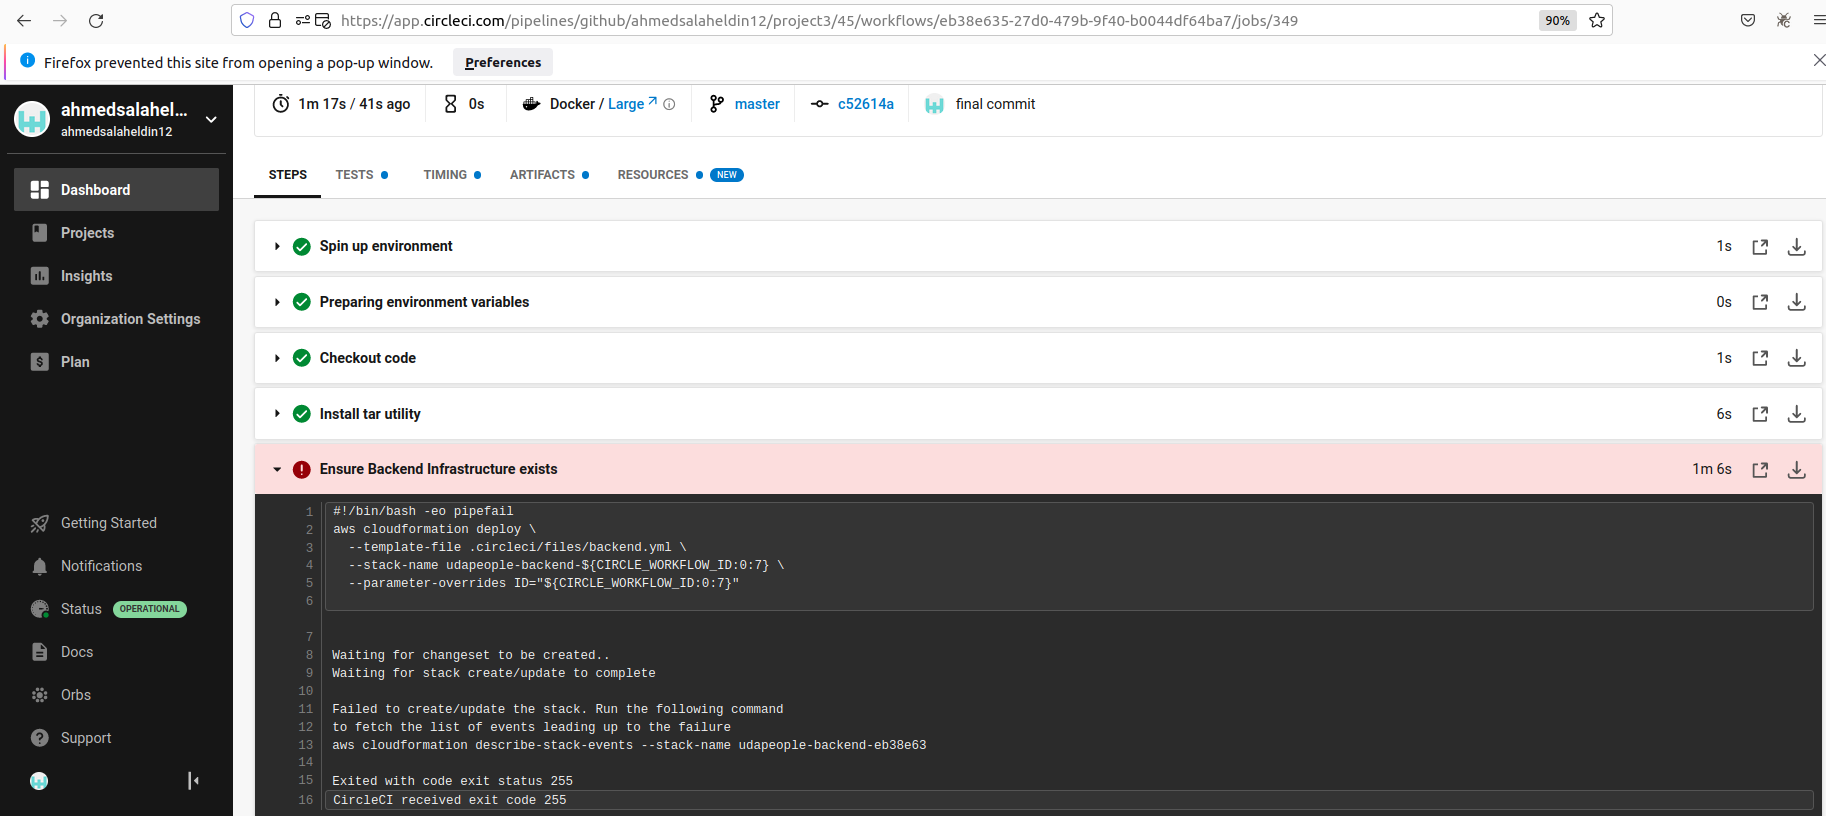 https://app.circleci.com/pipelines/github/ahmedsalaheldin12/project3/45/workflows/eb38e635-27d0-479b-9f40-b0044df64ba7/jobs/349
90%
Firefox prevented this site from opening a pop-up window.
Preferences
ahmedsalahel...
ahmedsalaheldin12
1m 17s / 41s ago
0s
Docker / Large
master
c52614a
final commit
STEPS
TESTS
TIMING
ARTIFACTS
RESOURCES
NEW
Dashboard
Projects
Insights
Organization Settings
Plan
Getting Started
Notifications
Status OPERATIONAL
Docs
Orbs
Support
Spin up environment 1s
Preparing environment variables 0s
Checkout code 1s
Install tar utility 6s
Ensure Backend Infrastructure exists 1m 6s
1 #!/bin/bash -eo pipefail
2 aws cloudformation deploy \
3 --template-file .circleci/files/backend.yml \
4 --stack-name udapeople-backend-${CIRCLE_WORKFLOW_ID:0:7} \
5 --parameter-overrides ID="${CIRCLE_WORKFLOW_ID:0:7}"
6
7
8 Waiting for changeset to be created..
9 Waiting for stack create/update to complete
10
11 Failed to create/update the stack. Run the following command
12 to fetch the list of events leading up to the failure
13 aws cloudformation describe-stack-events --stack-name udapeople-backend-eb38e63
14
15 Exited with code exit status 255
16 CircleCI received exit code 255